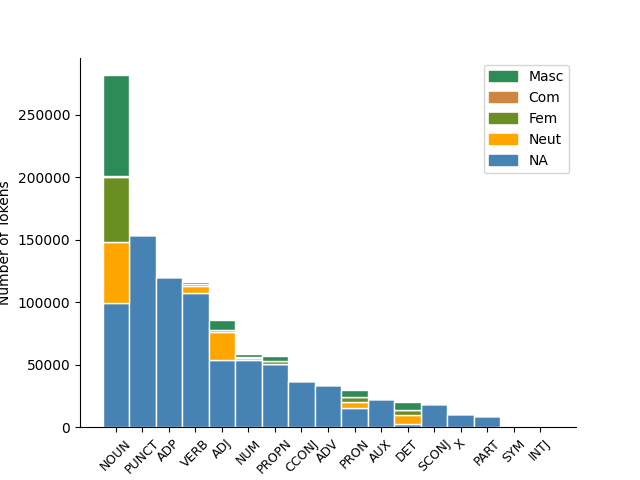 Masc
Com
Fem
Neut
NA
250000
200000
150000
100000
50000
0
Number of Tokens
NOUN
PUNCT
ADP
VERB
ADJ
NUM
PROPN
CCONJ
ADV
PRON
AUX
DET
SCONJ
X
PART
SYM
INTJ